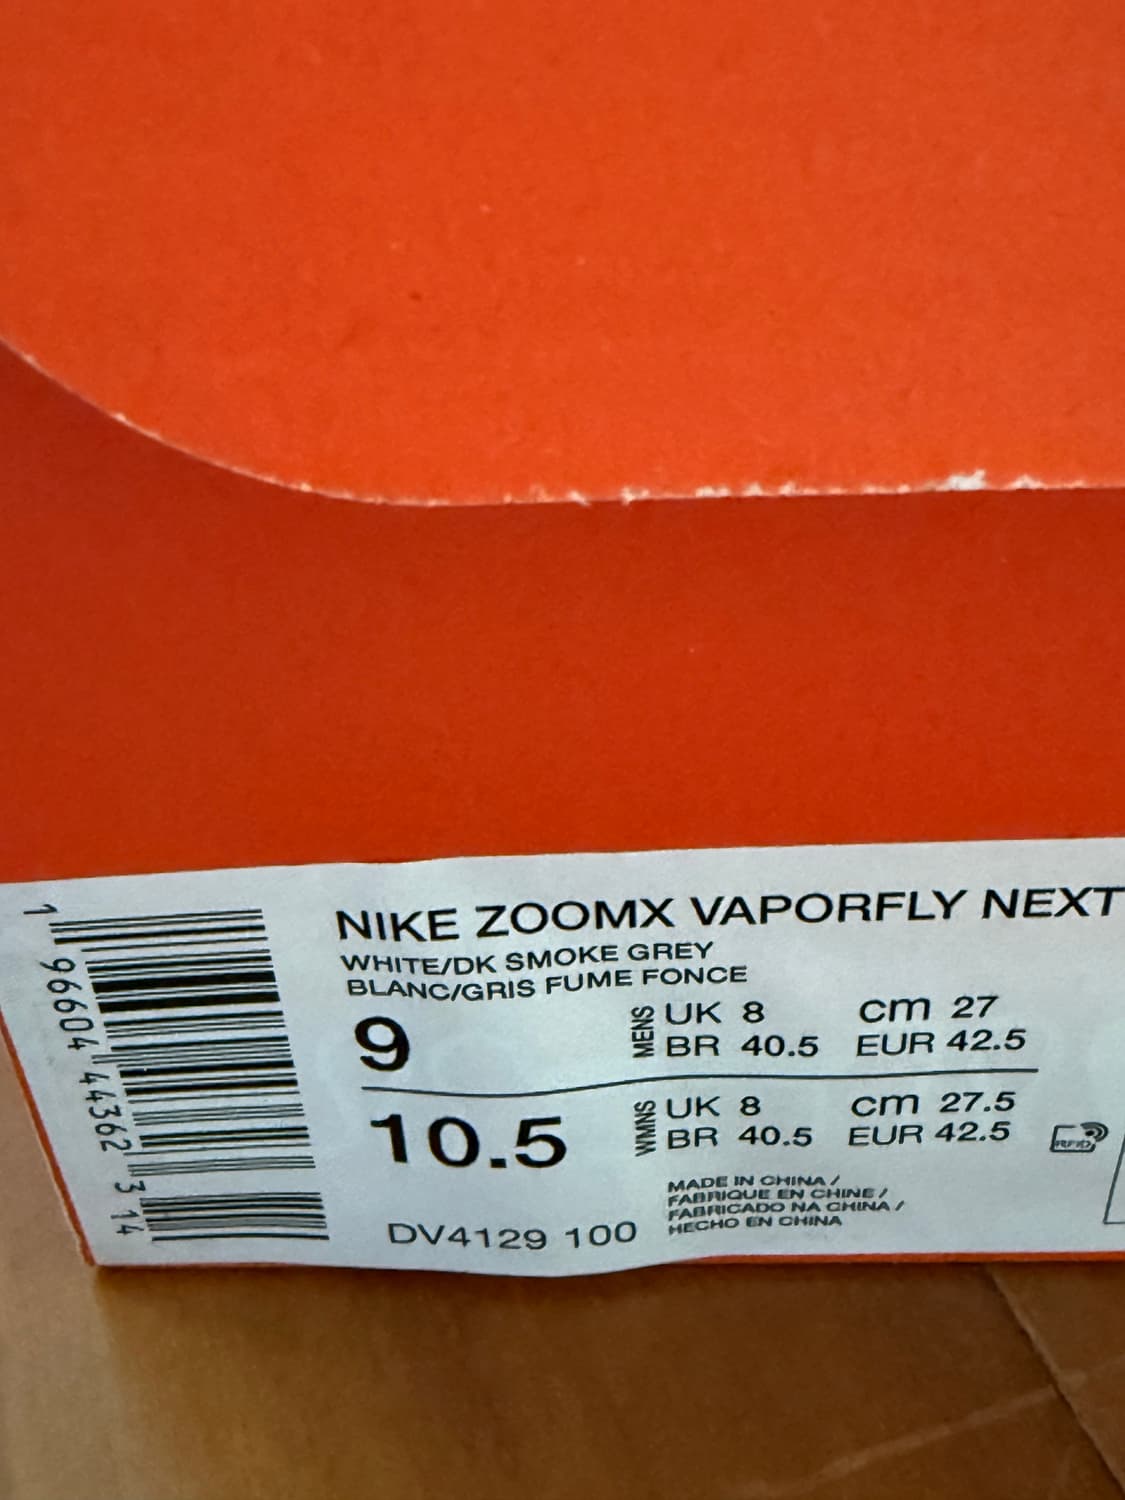 NIKE ZOOMX VAPORFLY NEXT
WHITE/DK SMOKE GREY
BLANC/GRIS FUME FONCE
9
MENS
UK 8 cm 27
BR 40.5 EUR 42.5
10.5
WMNS
UK 8 cm 27.5
BR 40.5 EUR 42.5
RFID
MADE IN CHINA /
FABRIQUE EN CHINE /
FABRICADO NA CHINA /
HECHO EN CHINA
DV4129 100
1 96604 44362 3 14